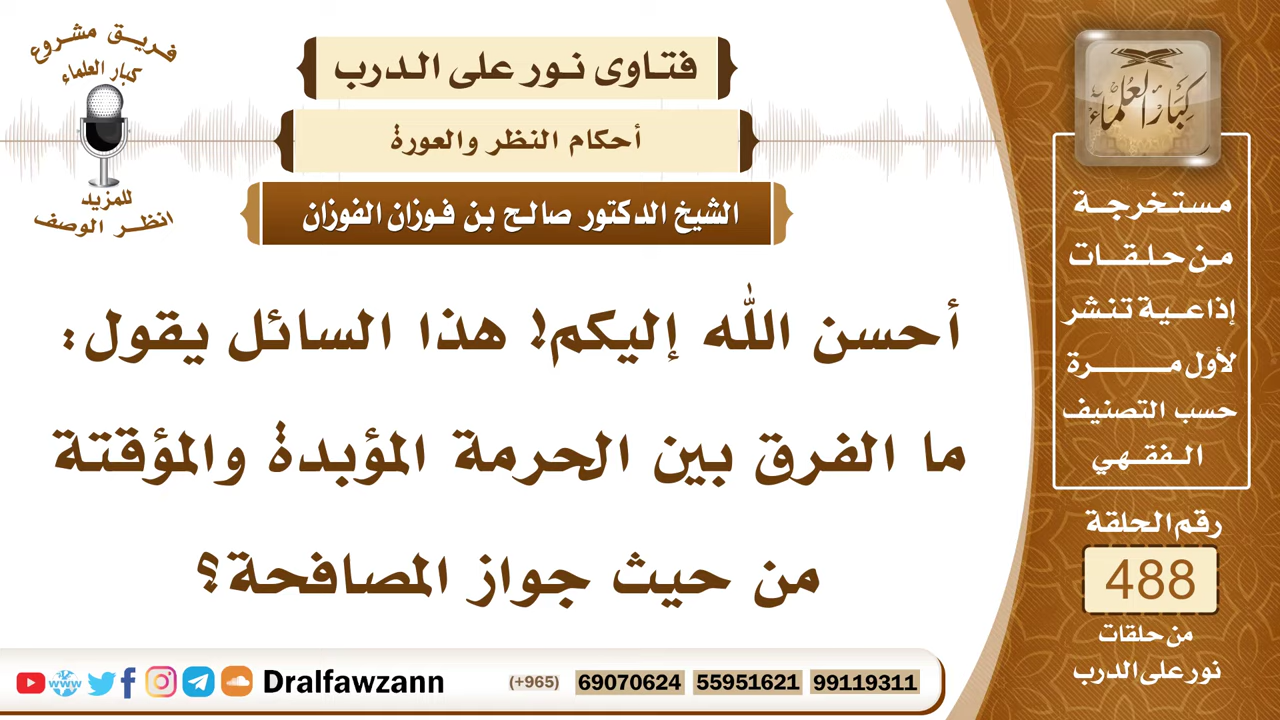 فريق مشروع
كبار العلماء
للمزيد
انظر الوصف
فتاوى نور على الدرب
أحكام النظر والعورة
الشيخ الدكتور صالح بن فوزان الفوزان
أحسن الله إليكم! هذا السائل يقول:
ما الفرق بين الحرمة المؤبدة والمؤقتة
من حيث جواز المصافحة؟
كبار العلماء
مستخرجة
من حلقات
إذاعية تنشر
لأول مرة
حسب التصنيف
الفقهي
رقم الحلقة
488
من حلقات
نور على الدرب
www
Dralfawzann
(+965) 69070624 55951621 99119311